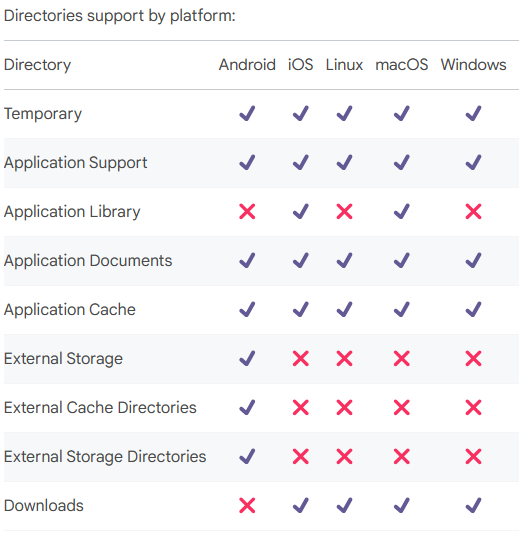 Directories support by platform:
Directory Android iOS Linux macOS Windows
Temporary ✔ ✔ ✔ ✔ ✔
Application Support ✔ ✔ ✔ ✔ ✔
Application Library ❌ ✔ ❌ ✔ ❌
Application Documents ✔ ✔ ✔ ✔ ✔
Application Cache ✔ ✔ ✔ ✔ ✔
External Storage ✔ ❌ ❌ ❌ ❌
External Cache Directories ✔ ❌ ❌ ❌ ❌
External Storage Directories ✔ ❌ ❌ ❌ ❌
Downloads ❌ ✔ ✔ ✔ ✔